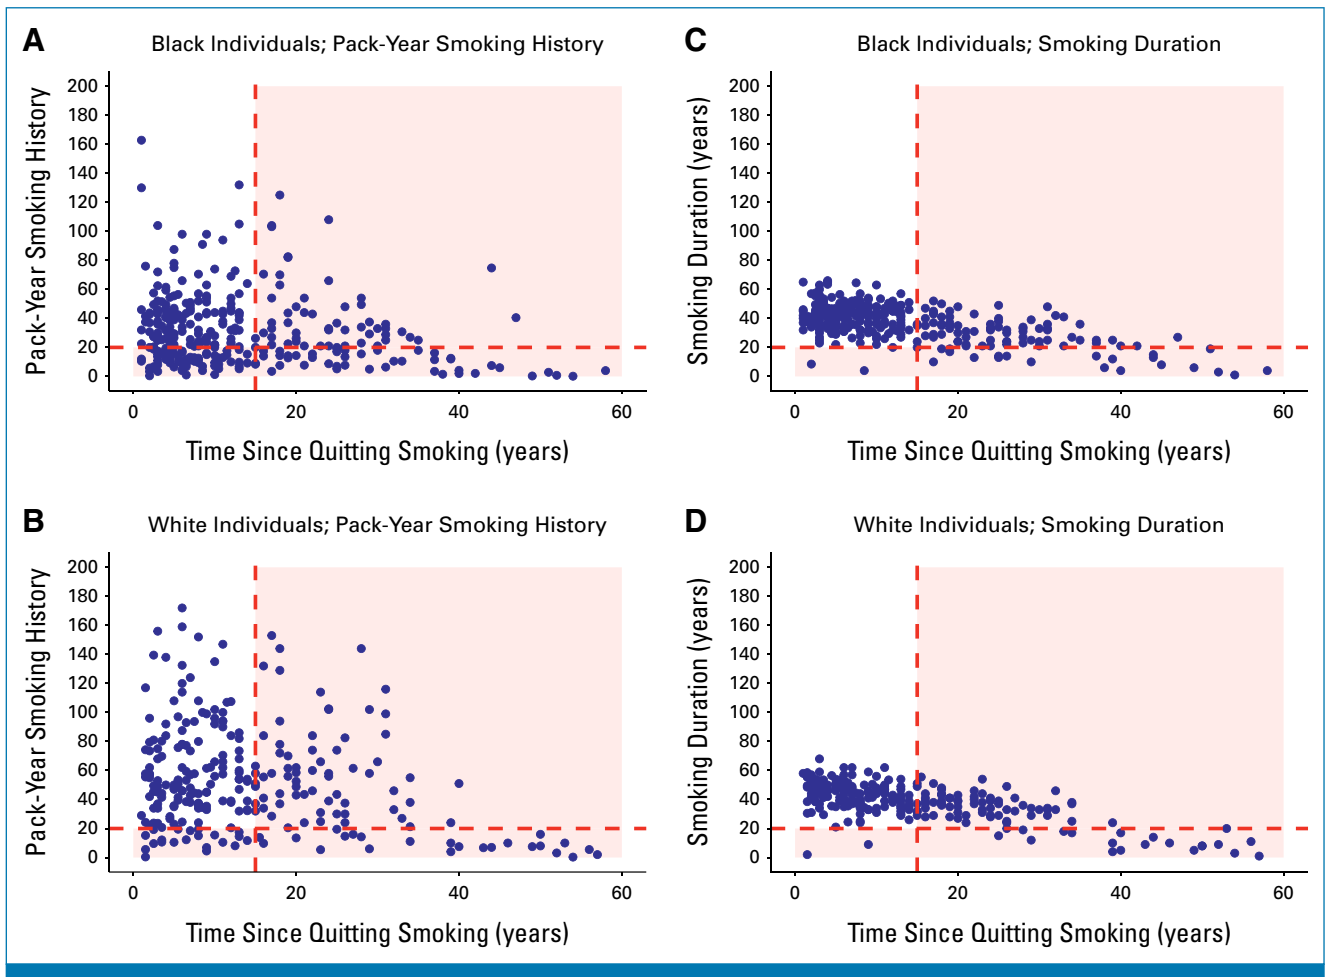 A
Black Individuals; Pack-Year Smoking History
Pack-Year Smoking History
200
180
160
140
120
100
80
60
40
20
0
0 20 40 60
Time Since Quitting Smoking (years)
C
Black Individuals; Smoking Duration
Smoking Duration (years)
200
180
160
140
120
100
80
60
40
20
0
0 20 40 60
Time Since Quitting Smoking (years)
B
White Individuals; Pack-Year Smoking History
Pack-Year Smoking History
200
180
160
140
120
100
80
60
40
20
0
0 20 40 60
Time Since Quitting Smoking (years)
D
White Individuals; Smoking Duration
Smoking Duration (years)
200
180
160
140
120
100
80
60
40
20
0
0 20 40 60
Time Since Quitting Smoking (years)